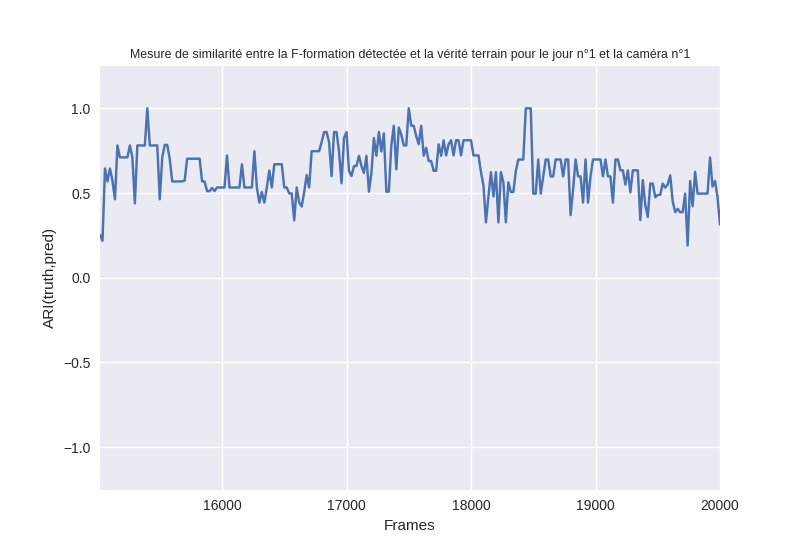 Mesure de similarité entre la F-formation détectée et la vérité terrain pour le jour n°1 et la caméra n°1
1.0
0.5
0.0
−0.5
−1.0
ARI(truth,pred)
16000 17000 18000 19000 20000
Frames